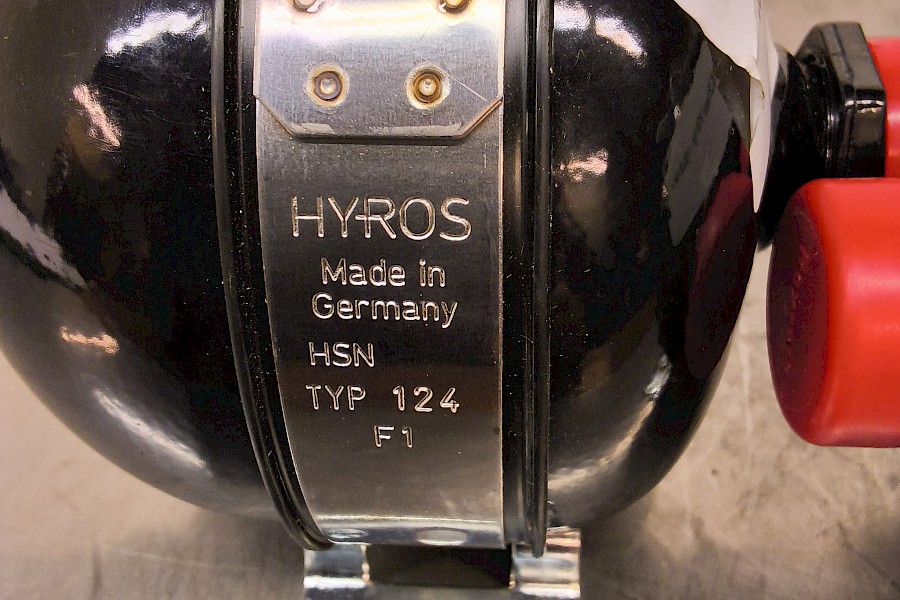 HYROS
Made in
Germany
HSN
TYP 124
F1